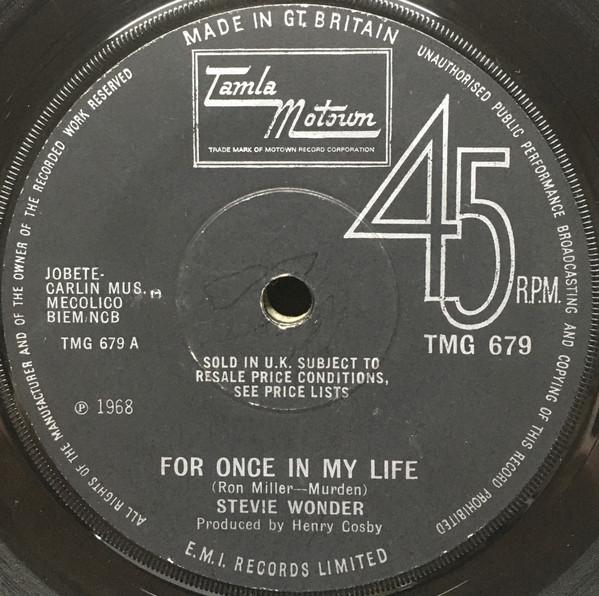 MADE IN GT. BRITAIN
UNAUTHORISED PUBLIC PERFORMANCE BROADCASTING AND COPYING OF THIS RECORD PROHIBITED
ALL RIGHTS OF THE MANUFACTURER AND OF THE OWNER OF THE RECORDED WORK RESERVED
Tamla
Motown
TRADE MARK OF MOTOWN RECORD CORPORATION
45 R.P.M.
TMG 679
JOBETE-
CARLIN MUS.
MECOLICO
BIEM/NCB
TMG 679 A
SOLD IN U.K. SUBJECT TO
RESALE PRICE CONDITIONS,
SEE PRICE LISTS
℗ 1968
FOR ONCE IN MY LIFE
(Ron Miller—Murden)
STEVIE WONDER
Produced by Henry Cosby
E.M.I. RECORDS LIMITED